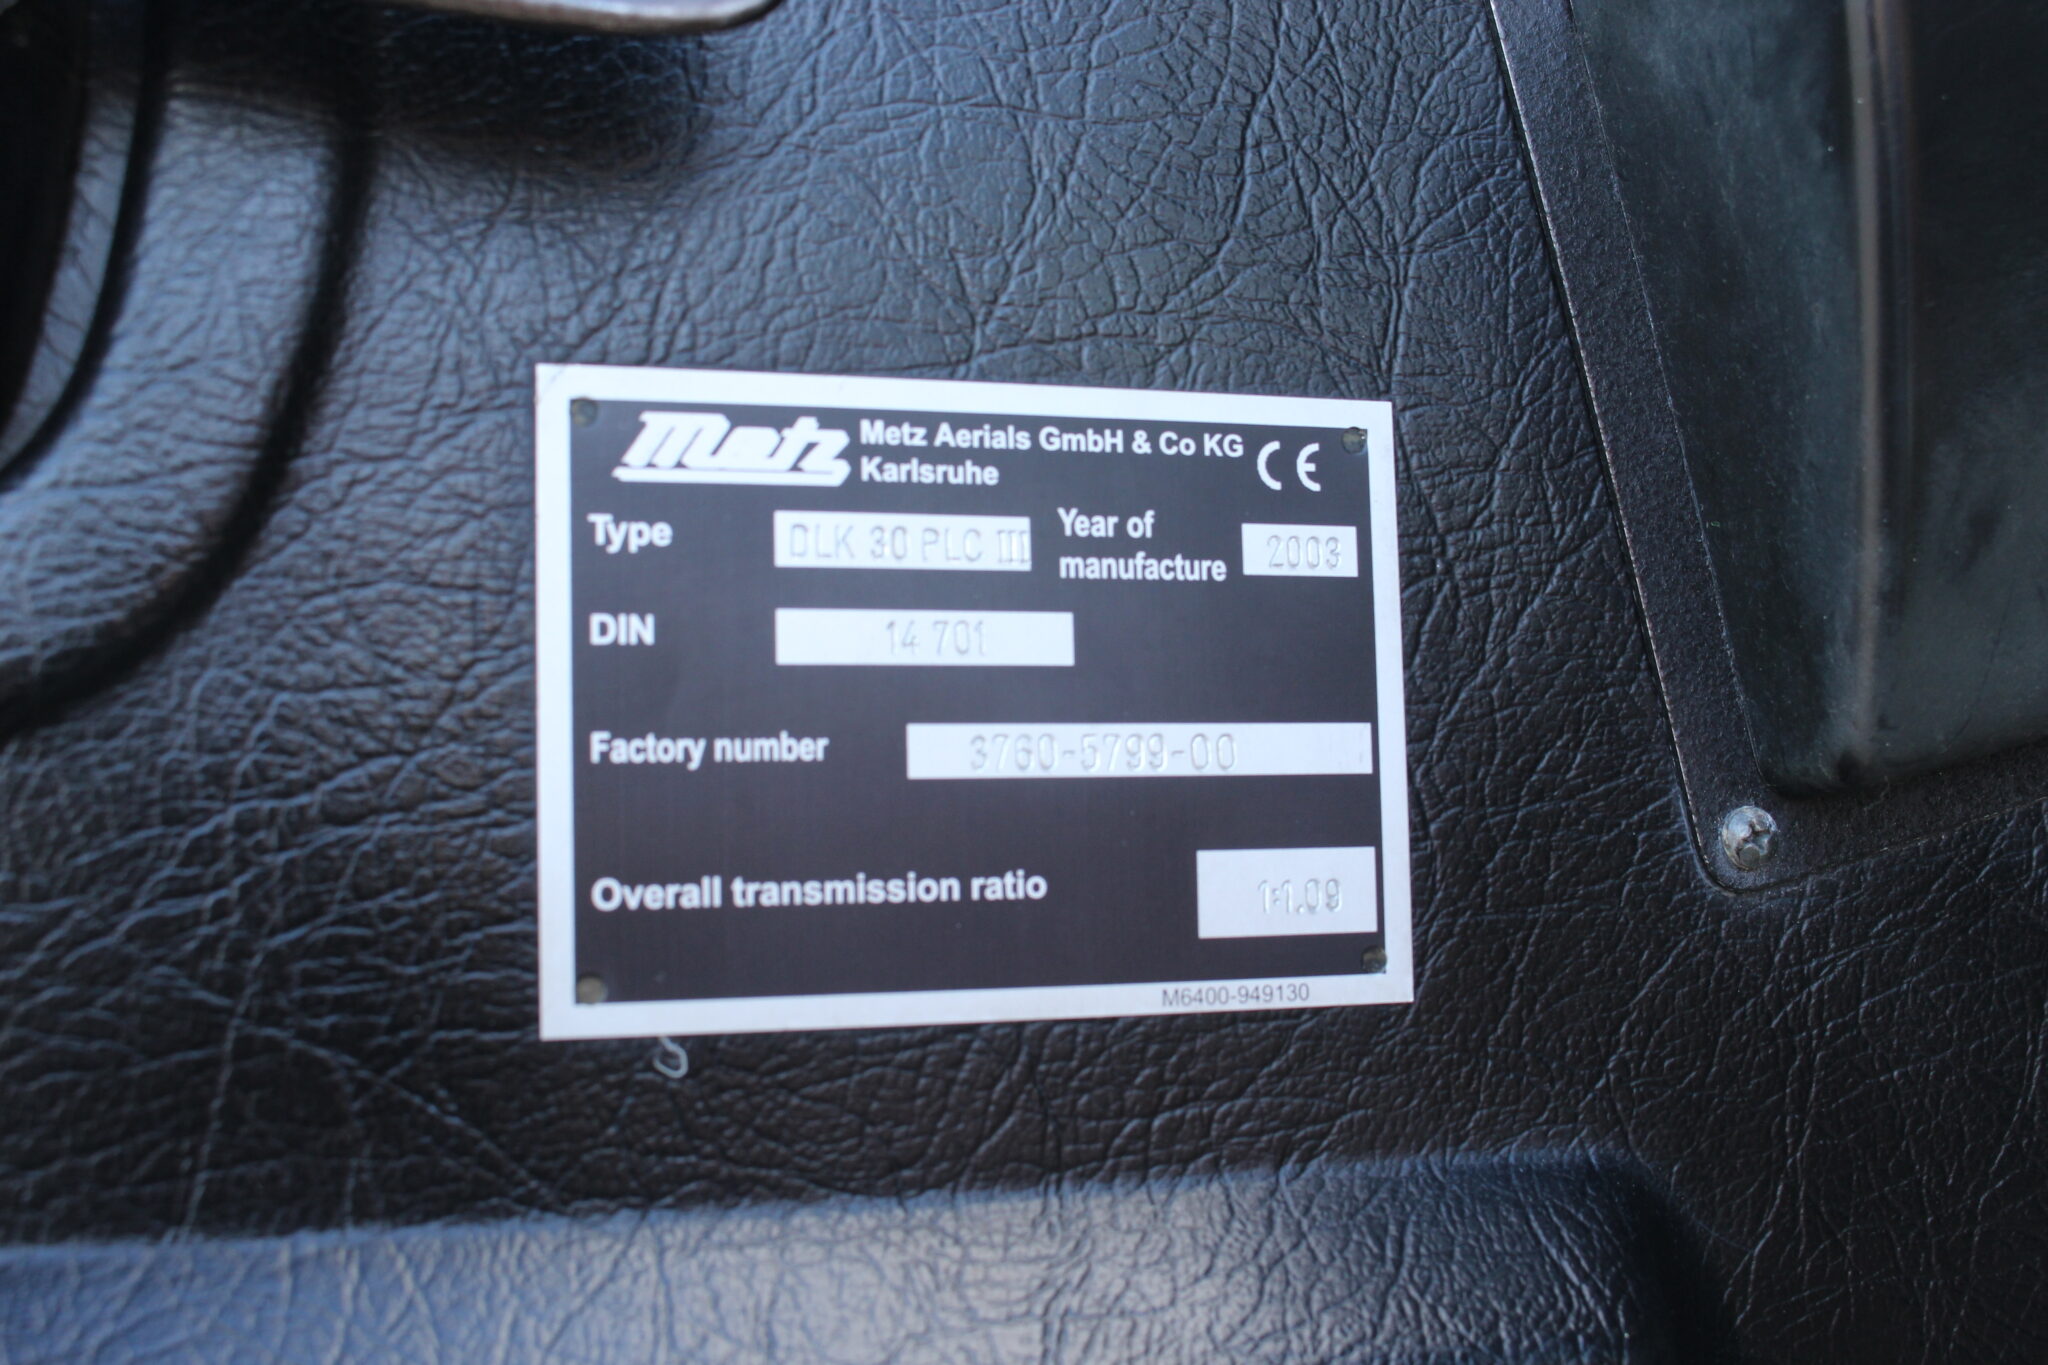 Metz Metz Aerials GmbH & Co KG CE
Karlsruhe
Type DLK 30 PLC III Year of manufacture 2003
DIN 14 701
Factory number 3760-5799-00
Overall transmission ratio 1:1.09
M6400-949130